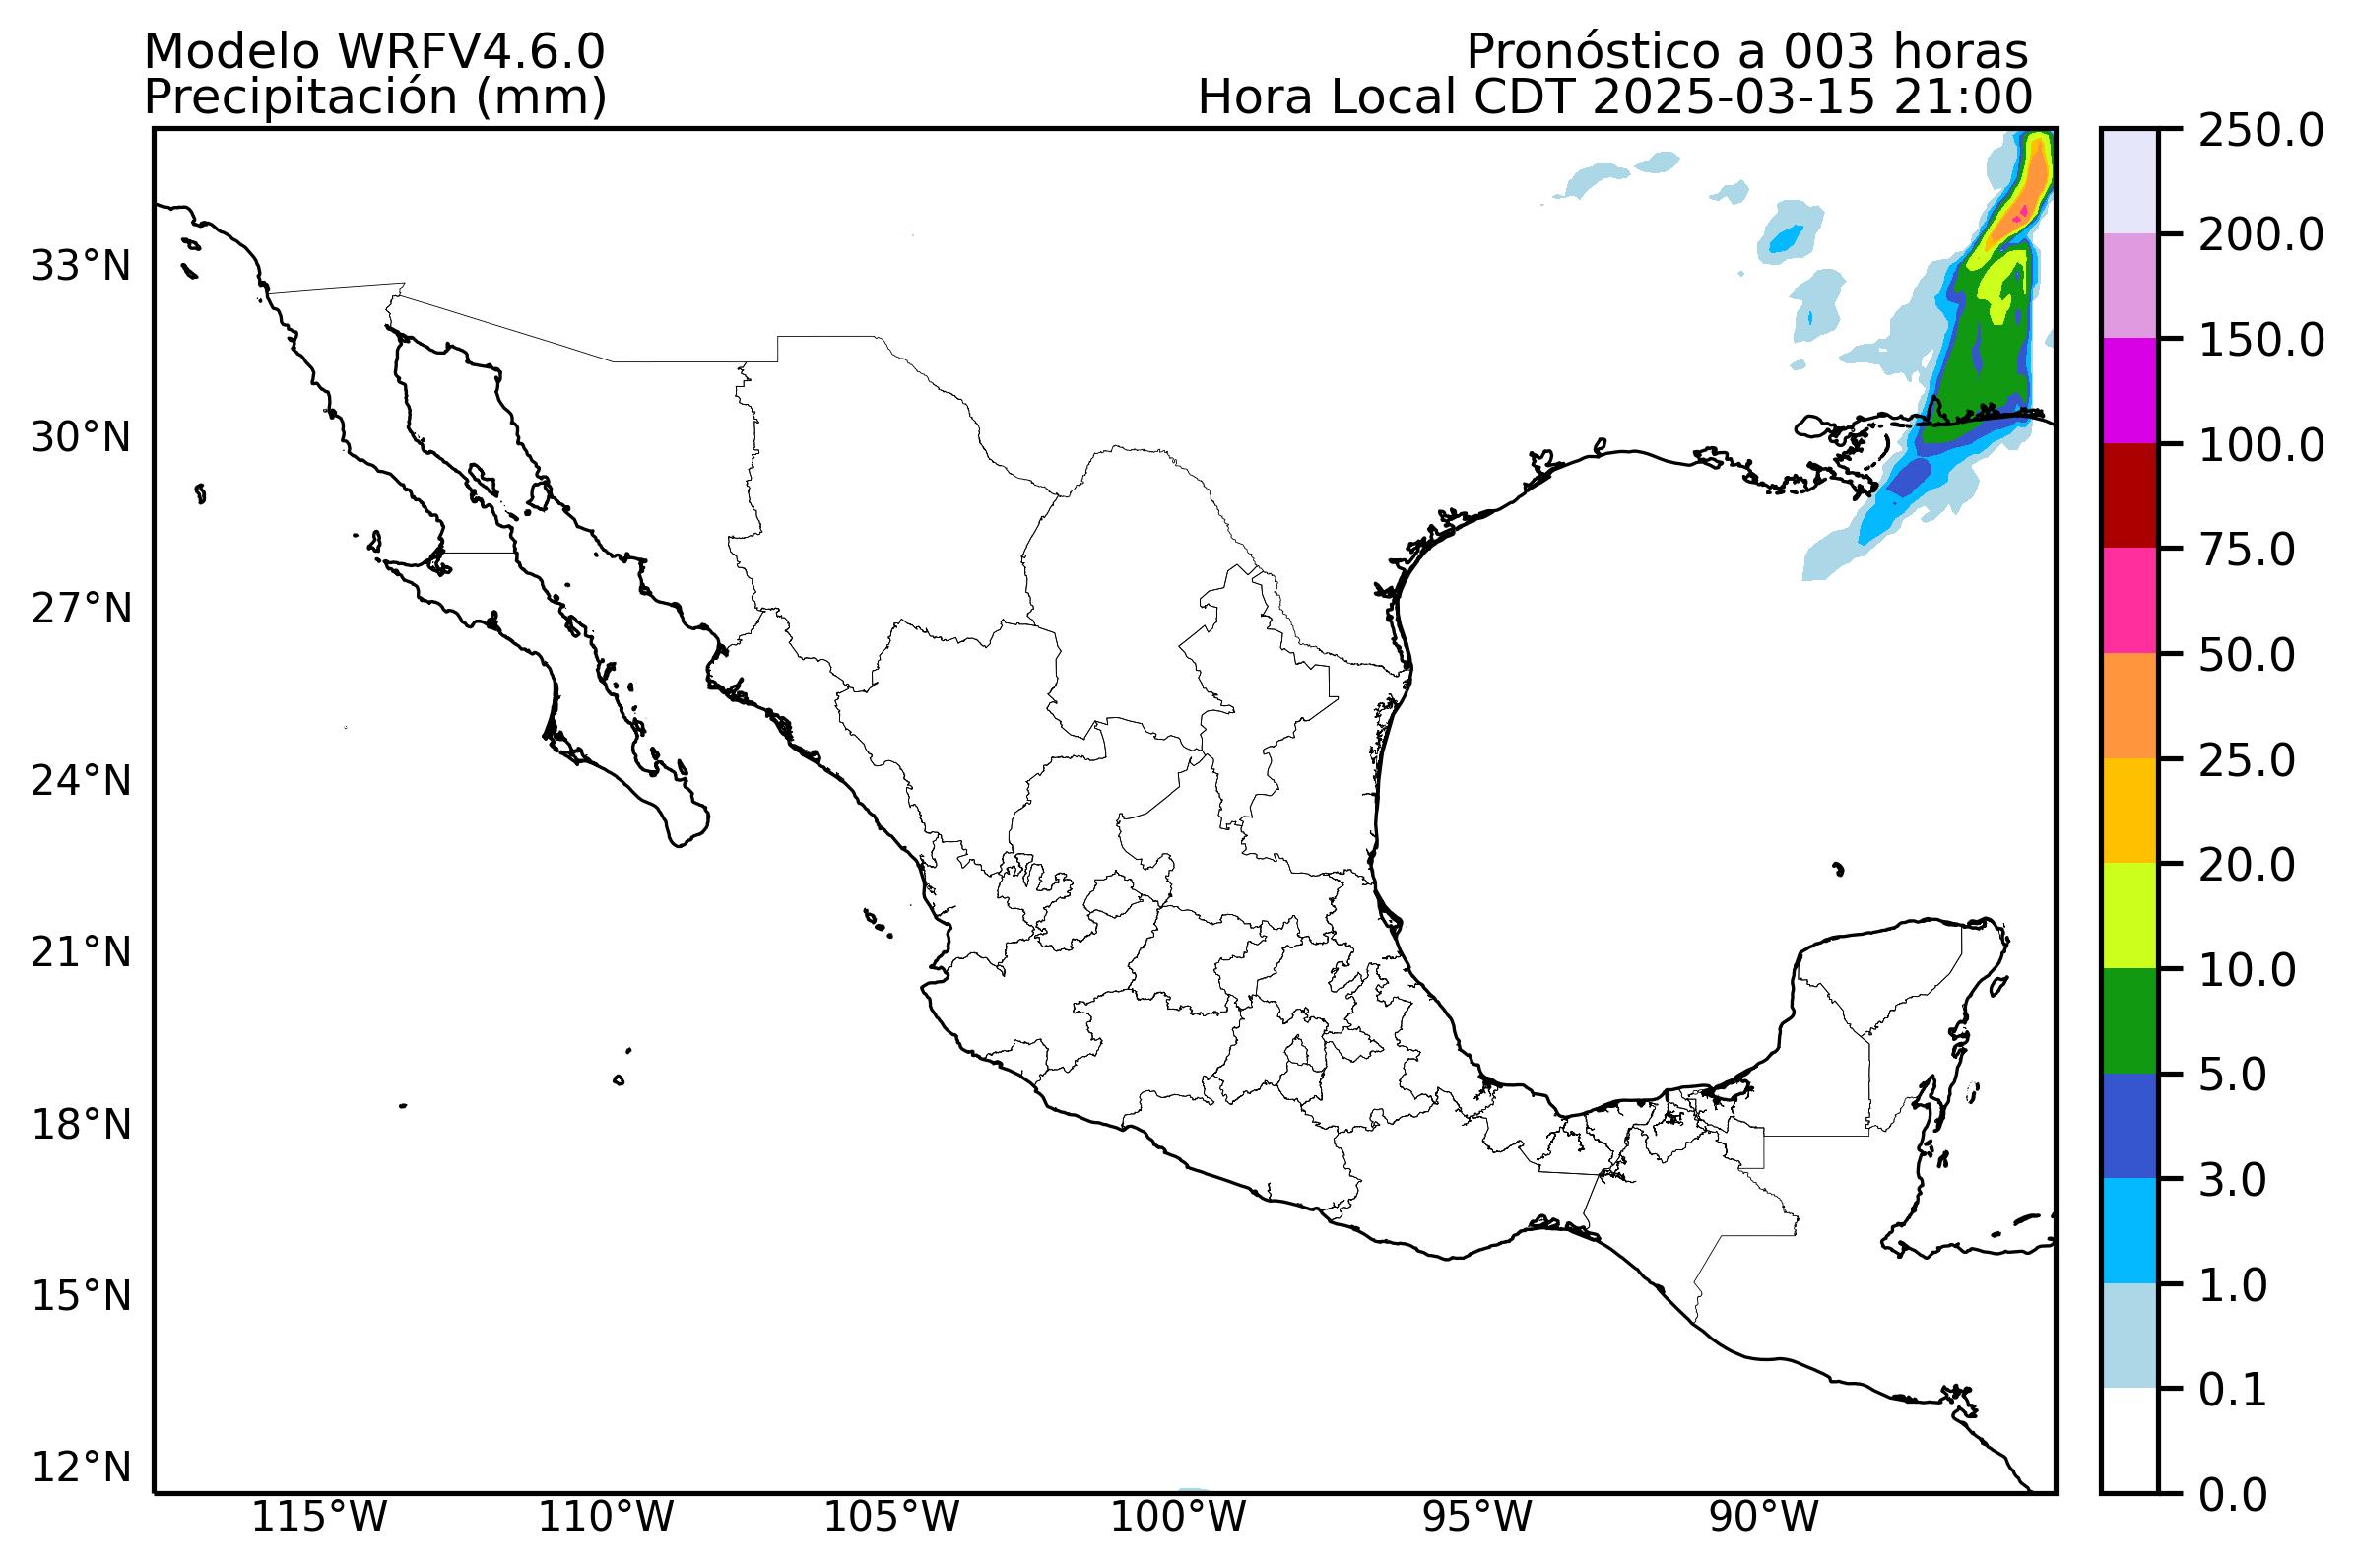 Modelo WRFV4.6.0
Precipitación (mm)
Pronóstico a 003 horas
Hora Local CDT 2025-03-15 21:00
33°N
30°N
27°N
24°N
21°N
18°N
15°N
12°N
115°W
110°W
105°W
100°W
95°W
90°W
250.0
200.0
150.0
100.0
75.0
50.0
25.0
20.0
10.0
5.0
3.0
1.0
0.1
0.0